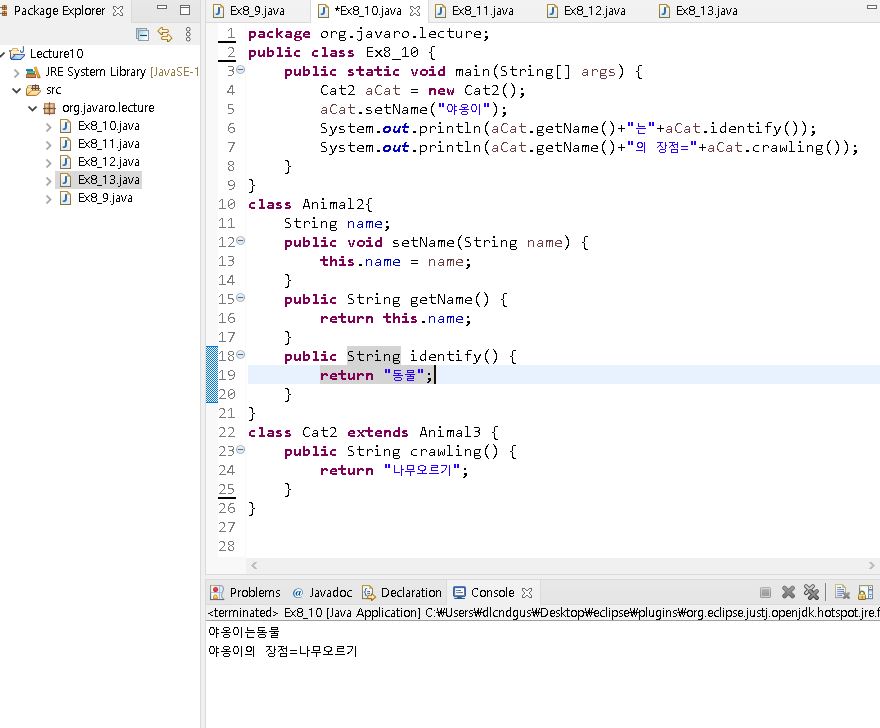 Package Explorer
Lecture10
JRE System Library [JavaSE-1
src
org.javaro.lecture
Ex8_10.java
Ex8_11.java
Ex8_12.java
Ex8_13.java
Ex8_9.java
Ex8_9.java *Ex8_10.java Ex8_11.java Ex8_12.java Ex8_13.java
1 package org.javaro.lecture;
2 public class Ex8_10 {
3 public static void main(String[] args) {
4 Cat2 aCat = new Cat2();
5 aCat.setName("야옹이");
6 System.out.println(aCat.getName()+"는"+aCat.identify());
7 System.out.println(aCat.getName()+"의 장점="+aCat.crawling());
8 }
9 }
10 class Animal2{
11 String name;
12 public void setName(String name) {
13 this.name = name;
14 }
15 public String getName() {
16 return this.name;
17 }
18 public String identify() {
19 return "동물";
20 }
21 }
22 class Cat2 extends Animal3 {
23 public String crawling() {
24 return "나무오르기";
25 }
26 }
27
28
Problems @ Javadoc Declaration Console
<terminated> Ex8_10 [Java Application] C:₩Users₩dlcndgus₩Desktop₩eclipse₩plugins₩org.eclipse.justj.openjdk.hotspot.jre.f
야옹이는동물
야옹이의 장점=나무오르기